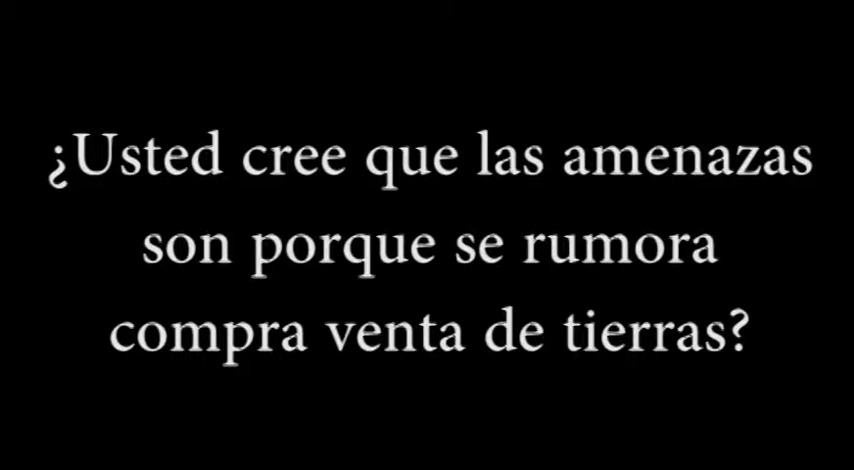 ¿Usted cree que las amenazas
son porque se rumora
compra venta de tierras?